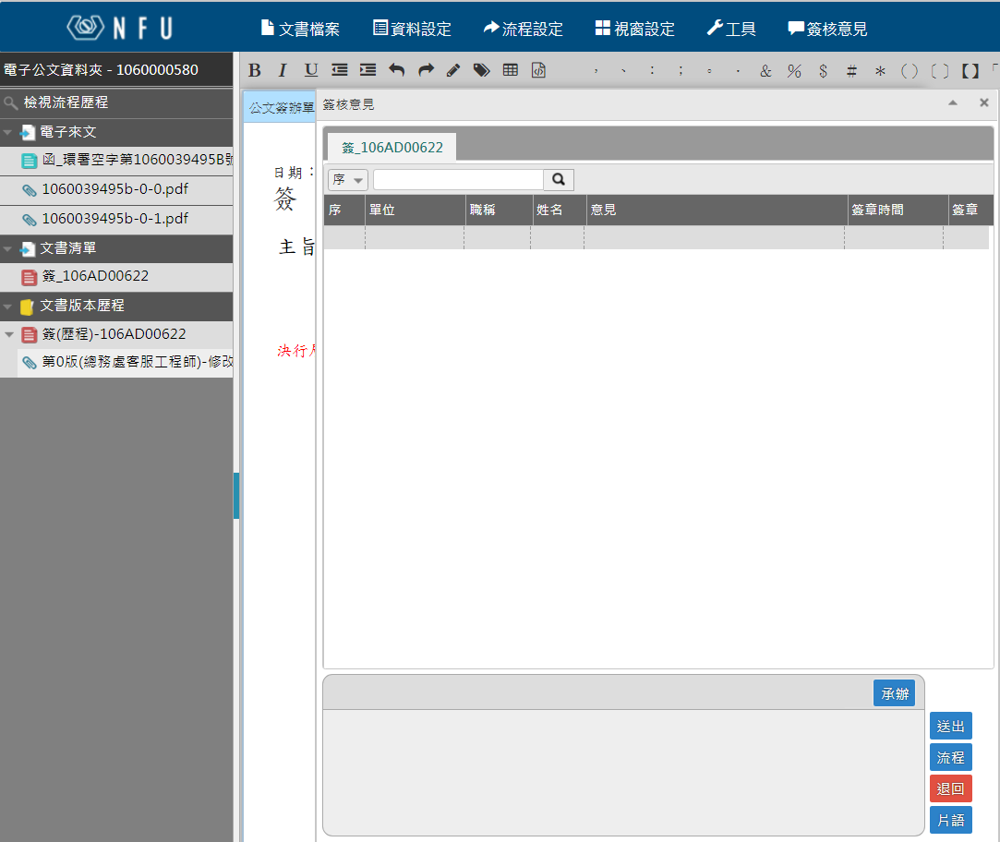 NFU
文書檔案 資料設定 流程設定 視窗設定 工具 簽核意見
電子公文資料夾 - 1060000580
檢視流程歷程
電子來文
函_環署空字第1060039495B號
1060039495b-0-0.pdf
1060039495b-0-1.pdf
文書清單
簽_106AD00622
文書版本歷程
簽(歷程)-106AD00622
第0版(總務處客服工程師)-修改
B I U , 、 : ; 。 . & % $ # * ( ) 〔 〕 【 】 「
公文簽辦單
日期：
簽
主旨
決行
簽核意見
簽_106AD00622
序
序 單位 職稱 姓名 意見 簽章時間 簽章
承辦
送出
流程
退回
片語